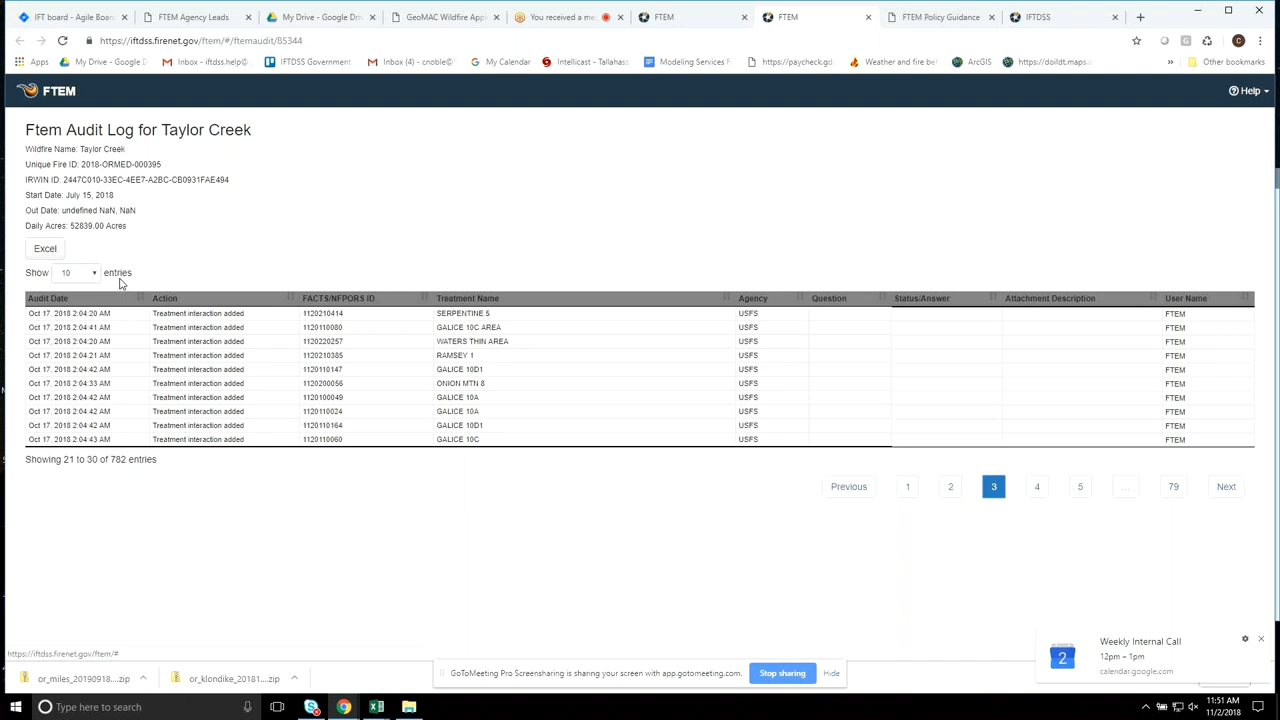 IFT board - Agile Boar
FTEM Agency Leads
My Drive - Google Dri
GeoMAC Wildfire Appli
You received a me
FTEM
FTEM
FTEM Policy Guidance
IFTDSS
https://iftdss.firenet.gov/ftem/#/ftemaudit/85344
C
Apps
My Drive - Google D
Inbox - iftdss.help@
IFTDSS Government
Inbox (4) - cnoble@
My Calendar
Intellicast - Tallahass
Modeling Services F
https://paycheck.gd
Weather and fire beh
ArcGIS
https://doildt.maps.a
»
Other bookmarks
FTEM
Help
Ftem Audit Log for Taylor Creek
Wildfire Name: Taylor Creek
Unique Fire ID: 2018-ORMED-000395
IRWIN ID: 2447C010-33EC-4EE7-A2BC-CB0931FAE494
Start Date: July 15, 2018
Out Date: undefined NaN, NaN
Daily Acres: 52839.00 Acres
Excel
Show 10 entries
Audit Date Action FACTS/NFPORS ID Treatment Name Agency Question Status/Answer Attachment Description User Name
Oct 17, 2018 2:04:20 AM Treatment interaction added 1120210414 SERPENTINE 5 USFS FTEM
Oct 17, 2018 2:04:41 AM Treatment interaction added 1120110080 GALICE 10C AREA USFS FTEM
Oct 17, 2018 2:04:20 AM Treatment interaction added 1120220257 WATERS THIN AREA USFS FTEM
Oct 17, 2018 2:04:21 AM Treatment interaction added 1120210385 RAMSEY 1 USFS FTEM
Oct 17, 2018 2:04:42 AM Treatment interaction added 1120110147 GALICE 10D1 USFS FTEM
Oct 17, 2018 2:04:33 AM Treatment interaction added 1120200056 ONION MTN 8 USFS FTEM
Oct 17, 2018 2:04:42 AM Treatment interaction added 1120100049 GALICE 10A USFS FTEM
Oct 17, 2018 2:04:42 AM Treatment interaction added 1120110024 GALICE 10A USFS FTEM
Oct 17, 2018 2:04:42 AM Treatment interaction added 1120110164 GALICE 10D1 USFS FTEM
Oct 17, 2018 2:04:43 AM Treatment interaction added 1120110060 GALICE 10C USFS FTEM
Showing 21 to 30 of 782 entries
Previous 1 2 3 4 5 … 79 Next
Weekly Internal Call
2
12pm – 1pm
calendar.google.com
https://iftdss.firenet.gov/ftem/#
or_miles_20190918....zip
or_klondike_20181....zip
GoToMeeting Pro Screensharing is sharing your screen with app.gotomeeting.com.
Stop sharing
Hide
Type here to search
11:51 AM
11/2/2018